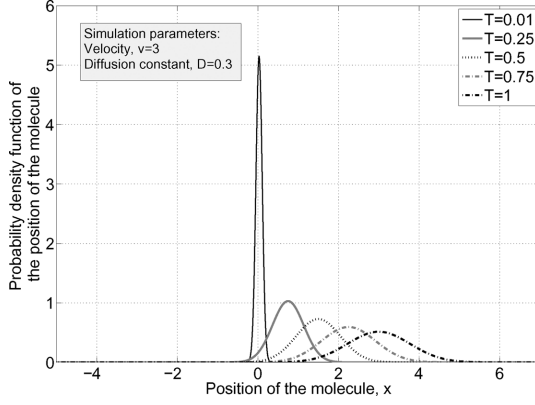 Simulation parameters:
Velocity, v=3
Diffusion constant, D=0.3
T=0.01
T=0.25
T=0.5
T=0.75
T=1
Probability density function of
the position of the molecule
6
5
4
3
2
1
0
−4
−2
0
2
4
6
Position of the molecule, x